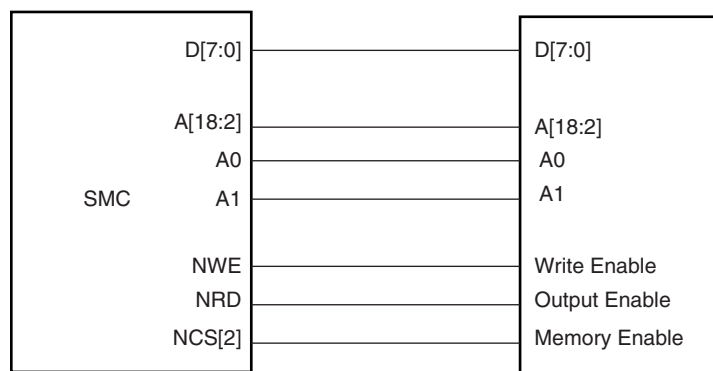 D[7:0] D[7:0]
A[18:2] A[18:2]
A0 A0
SMC A1 A1
NWE Write Enable
NRD Output Enable
NCS[2] Memory Enable